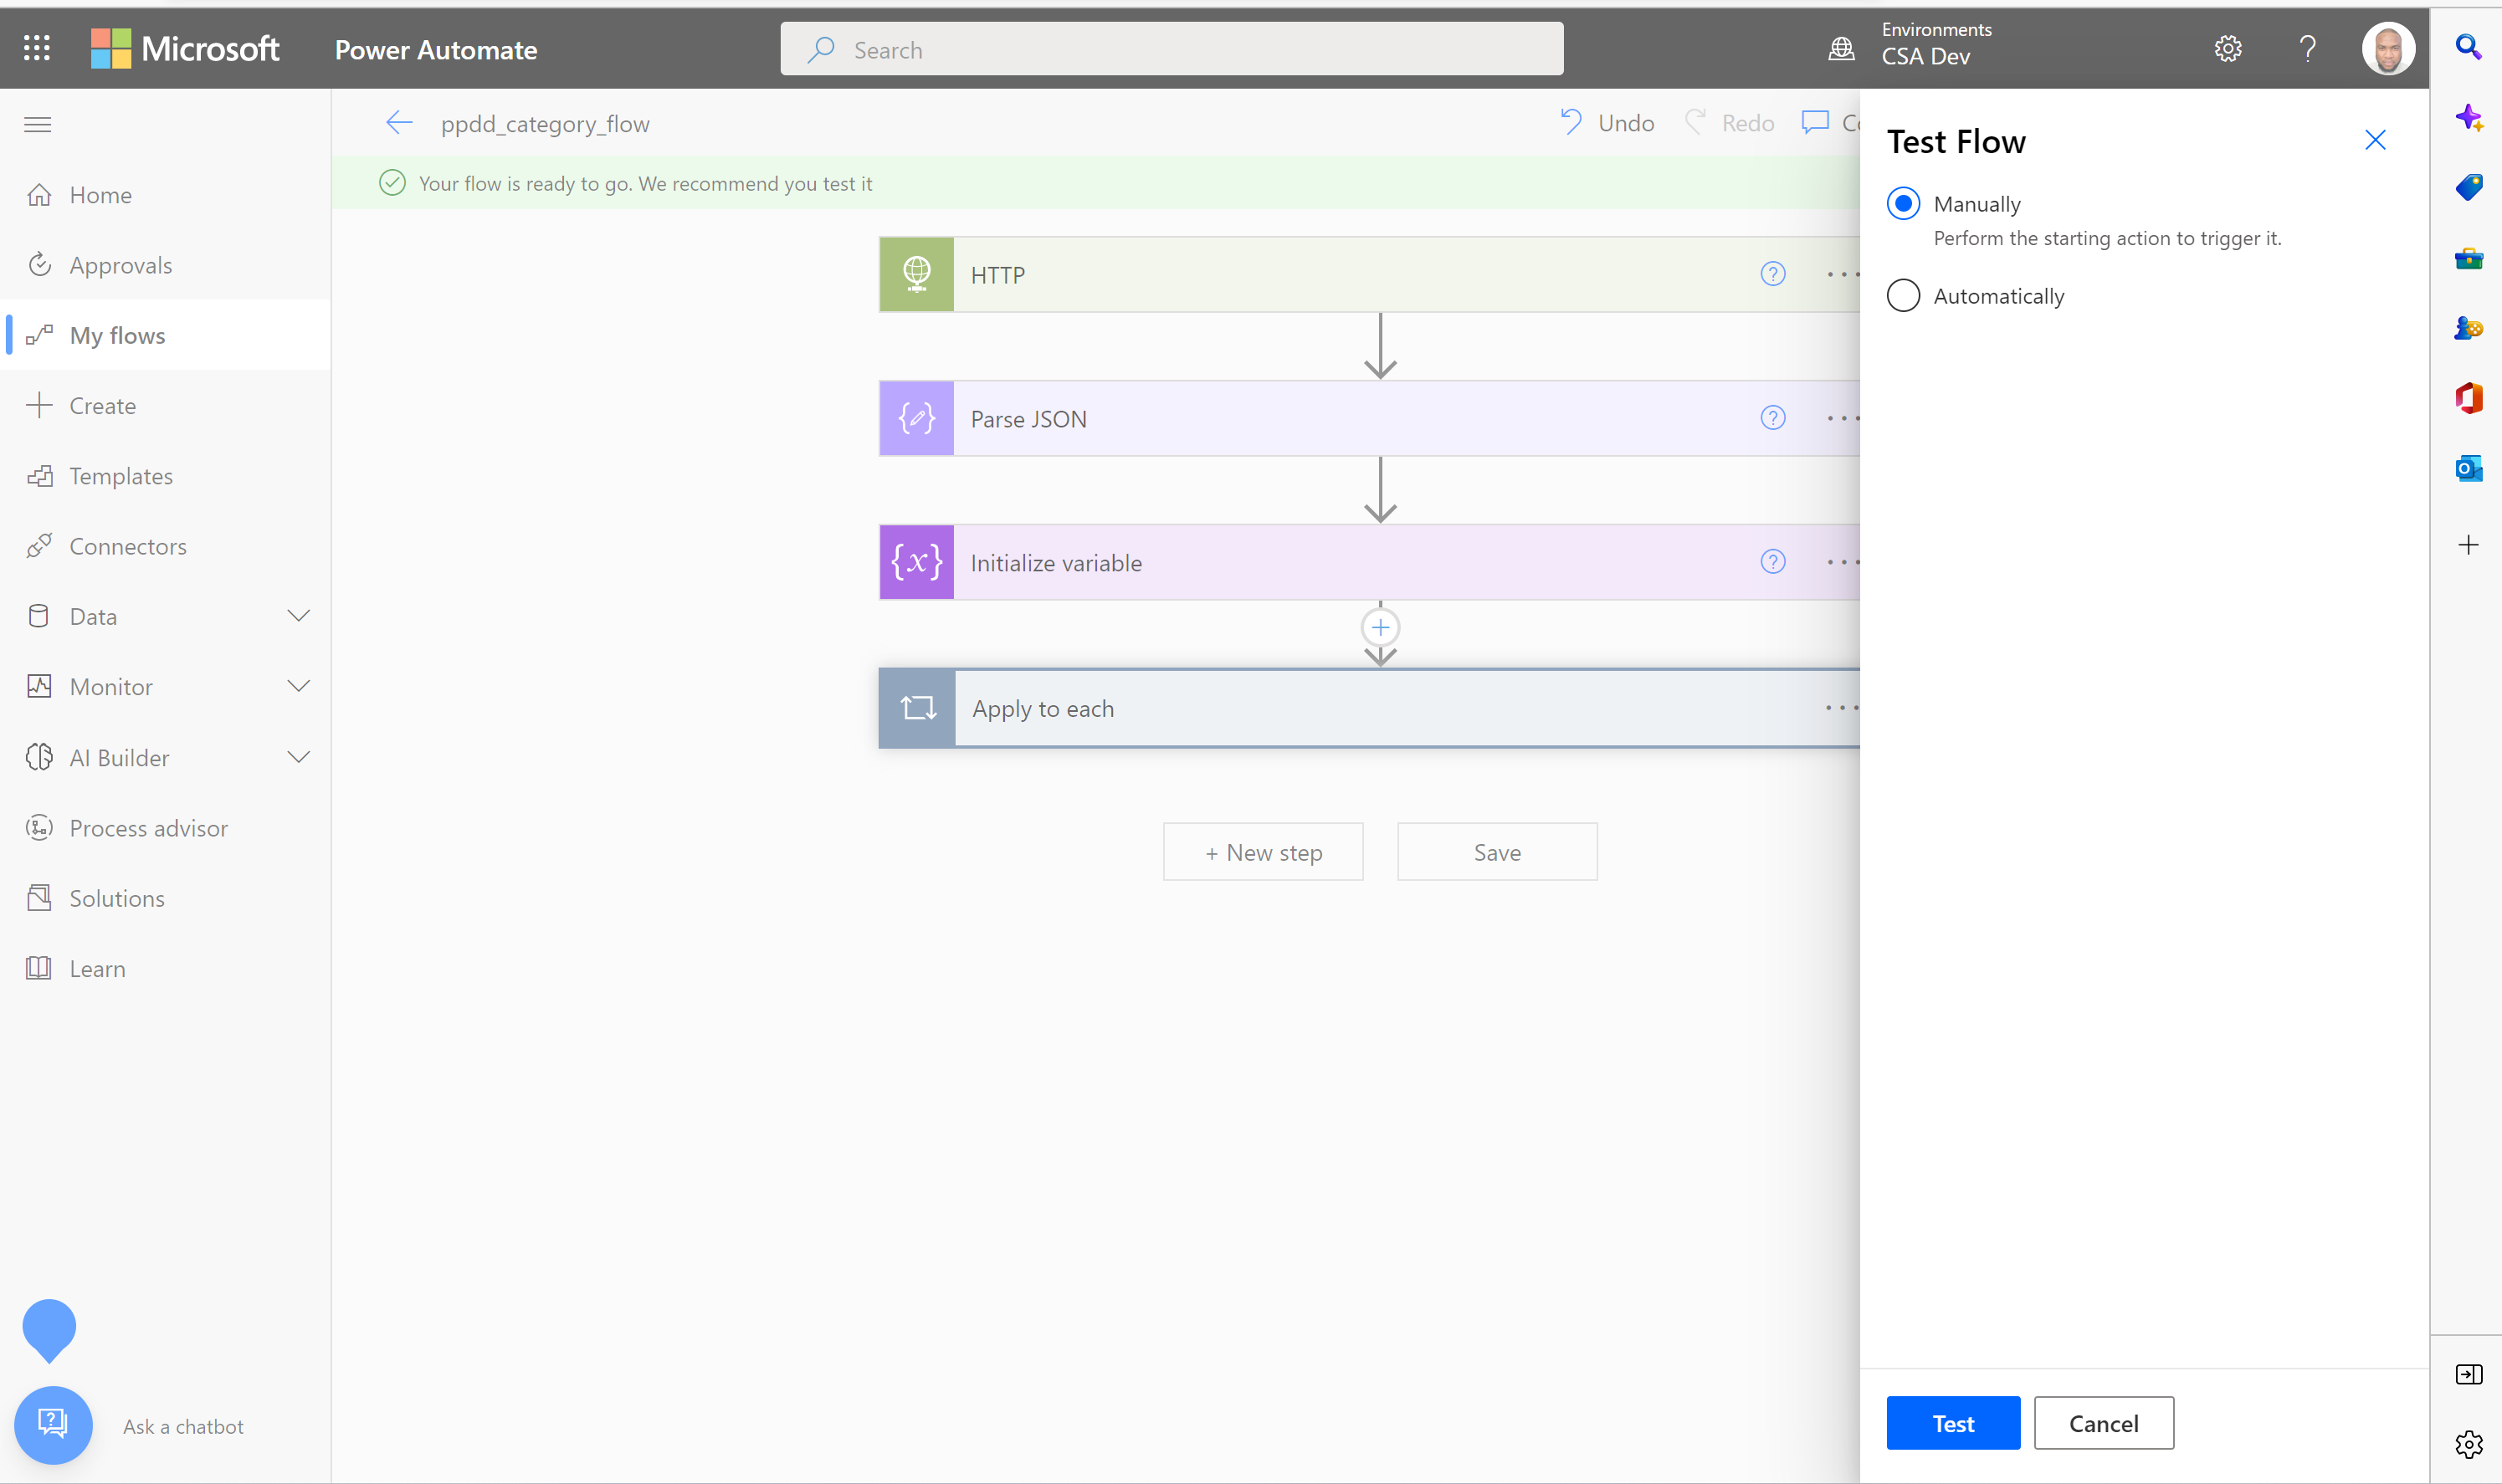 Microsoft
Power Automate
Search
Environments
CSA Dev
ppdd_category_flow
Undo
Redo
Co
Your flow is ready to go. We recommend you test it
Home
Approvals
My flows
Create
Templates
Connectors
Data
Monitor
AI Builder
Process advisor
Solutions
Learn
Ask a chatbot
HTTP
Parse JSON
{x} Initialize variable
Apply to each
+ New step
Save
Test Flow
Manually
Perform the starting action to trigger it.
Automatically
Test
Cancel